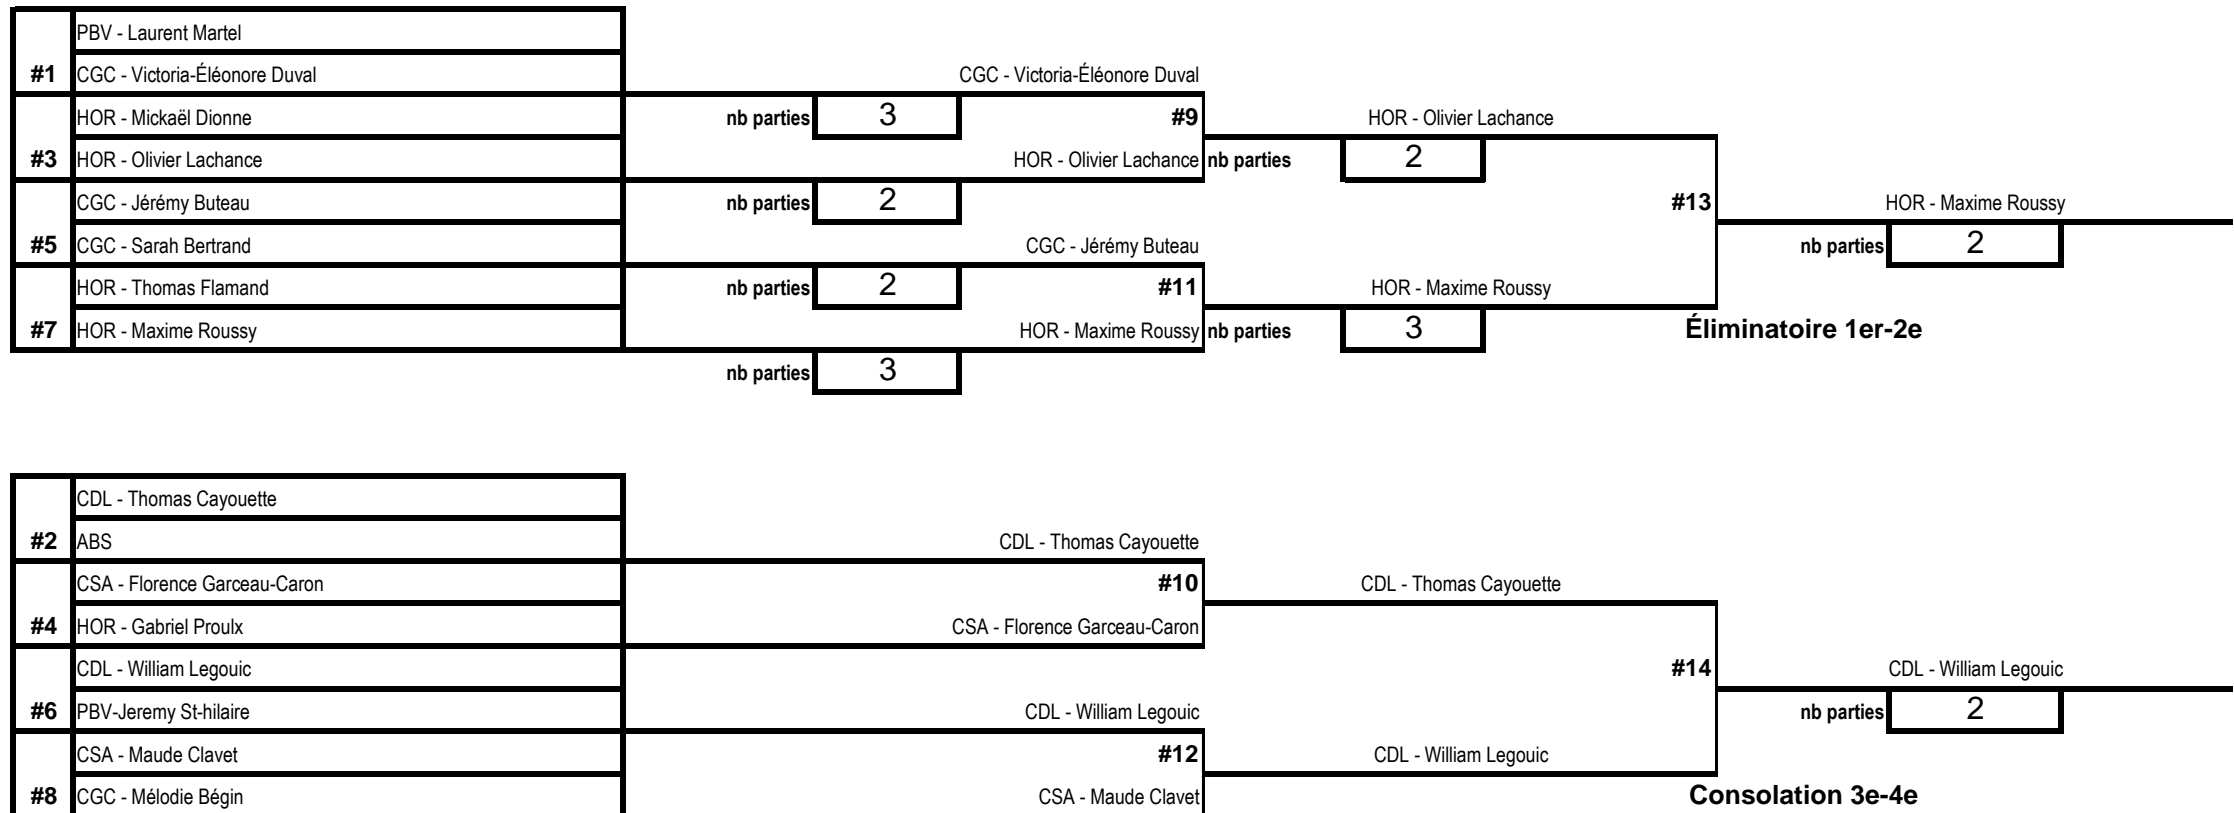 PBV - Laurent Martel
#1 CGC - Victoria-Éléonore Duval CGC - Victoria-Éléonore Duval
HOR - Mickaël Dionne nb parties 3 #9 HOR - Olivier Lachance
#3 HOR - Olivier Lachance HOR - Olivier Lachance nb parties 2
CGC - Jérémy Buteau nb parties 2 #13 HOR - Maxime Roussy
#5 CGC - Sarah Bertrand CGC - Jérémy Buteau nb parties 2
HOR - Thomas Flamand nb parties 2 #11 HOR - Maxime Roussy
#7 HOR - Maxime Roussy HOR - Maxime Roussy nb parties 3 Éliminatoire 1er-2e
nb parties 3
CDL - Thomas Cayouette
#2 ABS CDL - Thomas Cayouette
CSA - Florence Garceau-Caron #10 CDL - Thomas Cayouette
#4 HOR - Gabriel Proulx CSA - Florence Garceau-Caron
CDL - William Legouic #14 CDL - William Legouic
#6 PBV-Jeremy St-hilaire CDL - William Legouic nb parties 2
CSA - Maude Clavet #12 CDL - William Legouic
#8 CGC - Mélodie Bégin CSA - Maude Clavet Consolation 3e-4e